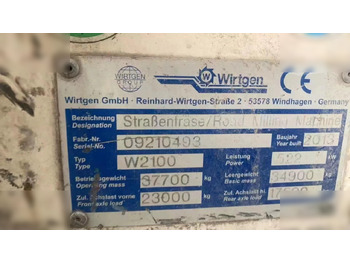 WIRTGEN GROUP
Wirtgen
CE
Wirtgen GmbH · Reinhard-Wirtgen-Straße 2 · 53578 Windhagen · Germany
Bezeichnung Straßenfräse/Road Milling Machine
Designation
Fabr.-Nr. 09210493 Baujahr 2013
Serial-No. Year built
Typ W2100 Leistung 522 kW
Type Power
Betriebsgewicht 37700 kg Leergewicht 34900 kg
Operating mass Basic mass
Zul. Achslast vorne 23000 kg Zul. Achslast hinten kg
Front axle load Rear axle load